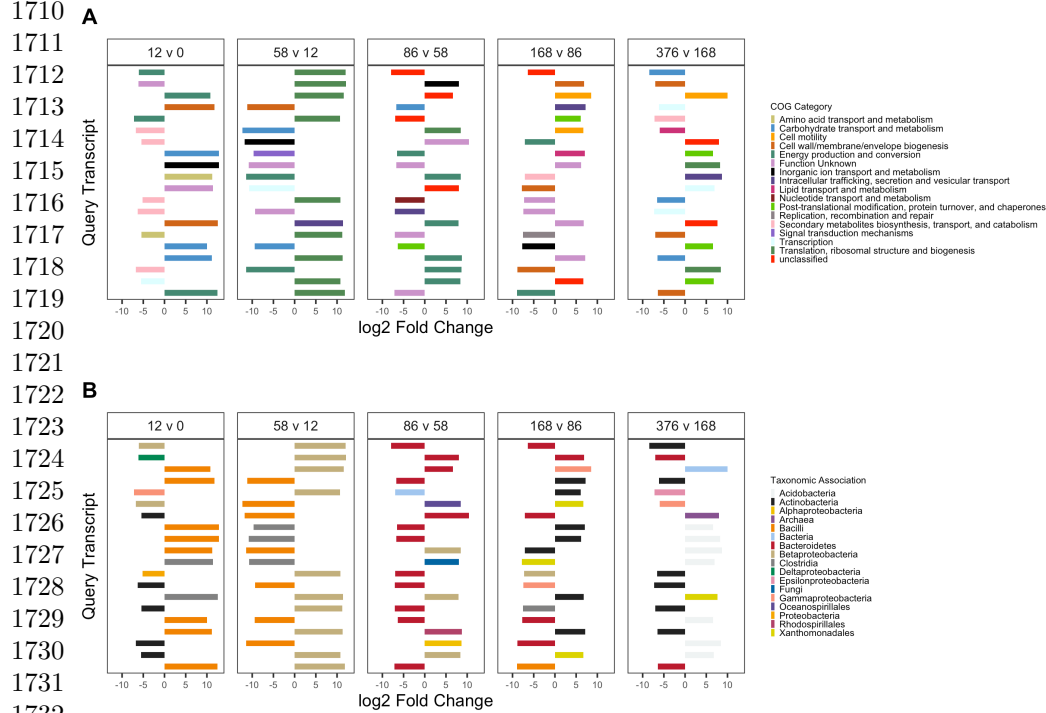 1710
A
1711
12 v 0 58 v 12 86 v 58 168 v 86 376 v 168
1712
1713
1714
1715
1716
1717
1718
1719
Query Transcript
COG Category
Amino acid transport and metabolism
Carbohydrate transport and metabolism
Cell motility
Cell wall/membrane/envelope biogenesis
Energy production and conversion
Function Unknown
Inorganic ion transport and metabolism
Intracellular trafficking, secretion and vesicular transport
Lipid transport and metabolism
Nucleotide transport and metabolism
Post-translational modification, protein turnover, and chaperones
Replication, recombination and repair
Secondary metabolites biosynthesis, transport, and catabolism
Signal transduction mechanisms
Transcription
Translation, ribosomal structure and biogenesis
unclassified
-10 -5 0 5 10 -10 -5 0 5 10 -10 -5 0 5 10 -10 -5 0 5 10 -10 -5 0 5 10
log2 Fold Change
1720
1721
1722
B
1723
12 v 0 58 v 12 86 v 58 168 v 86 376 v 168
1724
1725
1726
1727
1728
1729
1730
1731
Query Transcript
Taxonomic Association
Acidobacteria
Actinobacteria
Alphaproteobacteria
Archaea
Bacilli
Bacteria
Bacteroidetes
Betaproteobacteria
Clostridia
Deltaproteobacteria
Epsilonproteobacteria
Fungi
Gammaproteobacteria
Oceanospirillales
Proteobacteria
Rhodospirillales
Xanthomonadales
-10 -5 0 5 10 -10 -5 0 5 10 -10 -5 0 5 10 -10 -5 0 5 10 -10 -5 0 5 10
log2 Fold Change